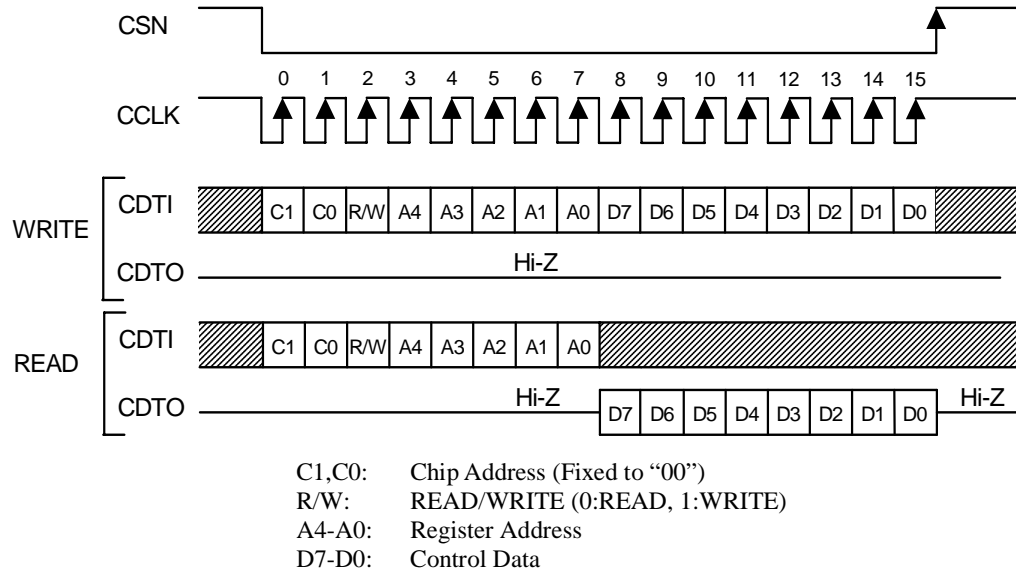 CSN
0 1 2 3 4 5 6 7 8 9 10 11 12 13 14 15
CCLK
WRITE
CDTI
C1 C0 R/W A4 A3 A2 A1 A0 D7 D6 D5 D4 D3 D2 D1 D0
CDTO
Hi-Z
READ
CDTI
C1 C0 R/W A4 A3 A2 A1 A0
CDTO
Hi-Z
D7 D6 D5 D4 D3 D2 D1 D0
Hi-Z
C1,C0: Chip Address (Fixed to “00”)
R/W: READ/WRITE (0:READ, 1:WRITE)
A4-A0: Register Address
D7-D0: Control Data